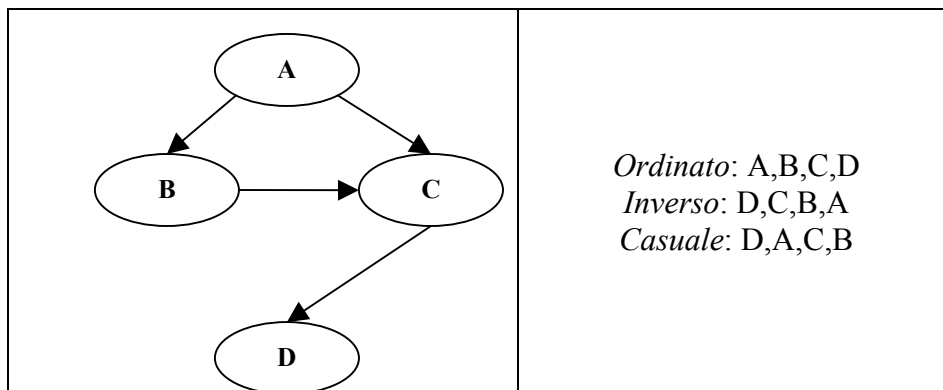 A
B
C
D
Ordinato: A,B,C,D
Inverso: D,C,B,A
Casuale: D,A,C,B